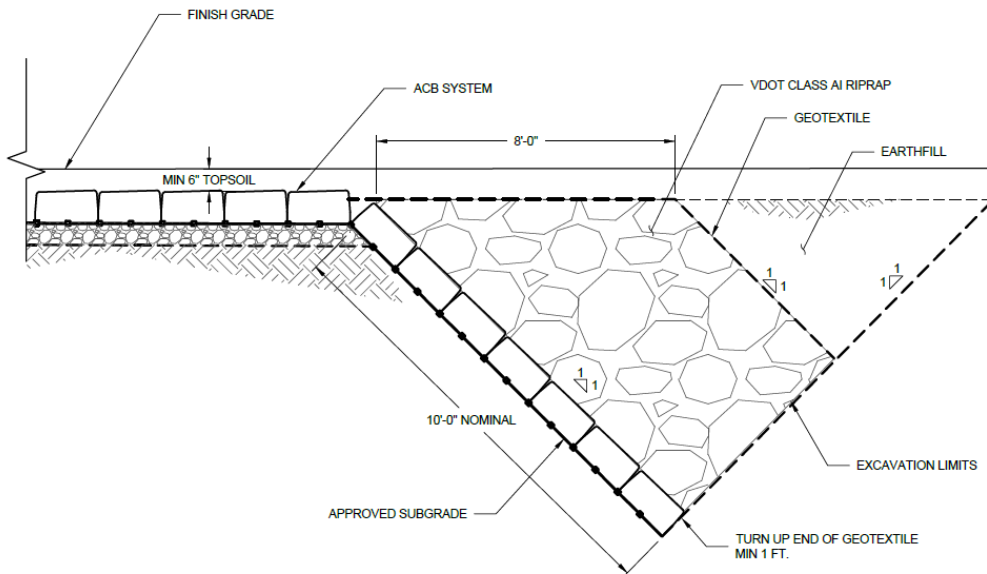 FINISH GRADE
ACB SYSTEM
VDOT CLASS AI RIPRAP
GEOTEXTILE
8'-0"
EARTHFILL
MIN 6" TOPSOIL
1
1
1
1
1
1
10'-0" NOMINAL
EXCAVATION LIMITS
APPROVED SUBGRADE
TURN UP END OF GEOTEXTILE
MIN 1 FT.